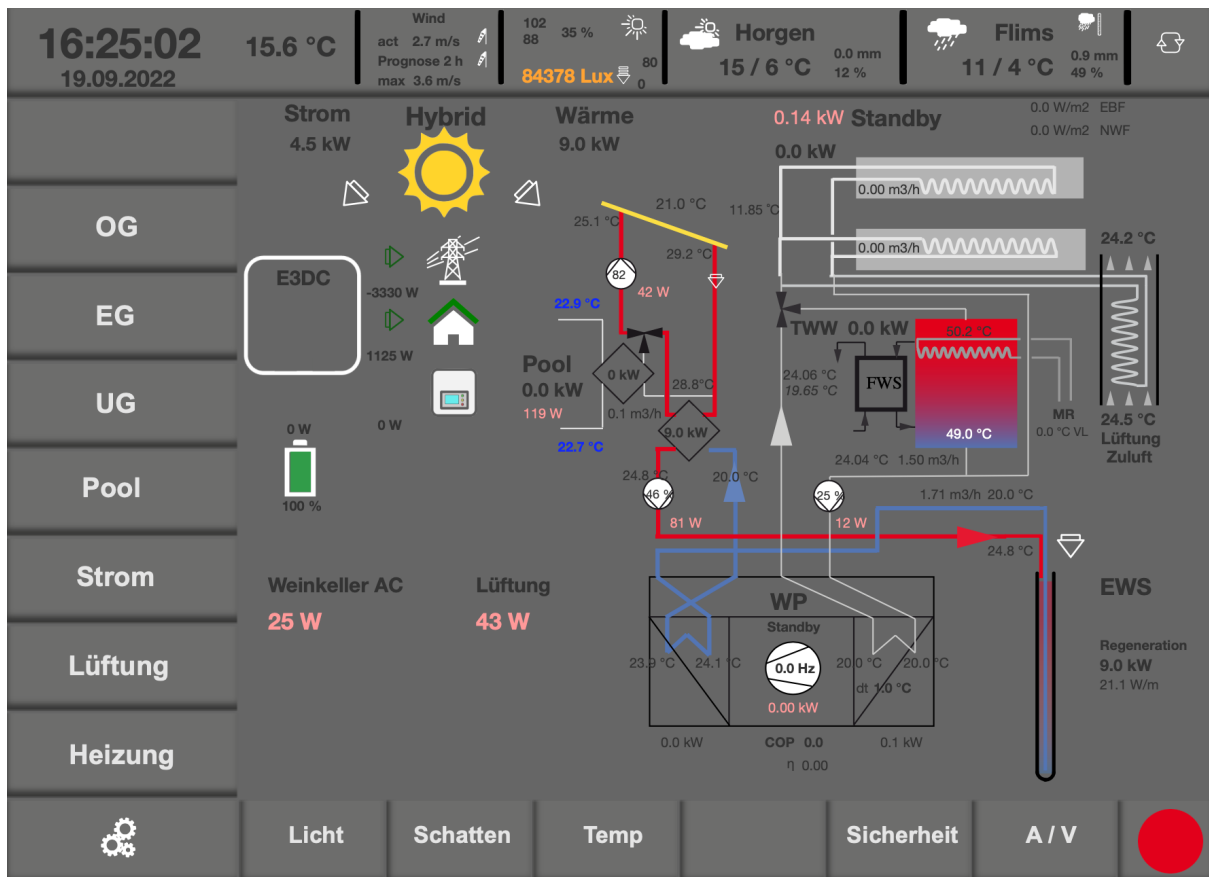 16:25:02
19.09.2022
15.6 °C
Wind
act 2.7 m/s
Prognose 2 h
max 3.6 m/s
102
88
35 %
84378 Lux
80
0
Horgen
15 / 6 °C
0.0 mm
12 %
Flims
11 / 4 °C
0.9 mm
49 %
OG
EG
UG
Pool
Strom
Lüftung
Heizung
Strom
4.5 kW
Hybrid
Wärme
9.0 kW
0.14 kW Standby
0.0 kW
0.0 W/m2 EBF
0.0 W/m2 NWF
0.00 m3/h
0.00 m3/h
11.85 °C
21.0 °C
25.1 °C
29.2 °C
82
42 W
E3DC
-3330 W
1125 W
0 W
0 W
100 %
22.9 °C
Pool
0.0 kW
119 W
22.7 °C
0 kW
0.1 m3/h
28.8°C
9.0 kW
24.8 °C
20.0 °C
46 %
81 W
TWW 0.0 kW
50.2 °C
24.06 °C
19.65 °C
FWS
49.0 °C
24.04 °C 1.50 m3/h
25 %
12 W
MR
0.0 °C VL
24.2 °C
24.5 °C
Lüftung
Zuluft
1.71 m3/h 20.0 °C
24.8 °C
EWS
Regeneration
9.0 kW
21.1 W/m
Weinkeller AC
25 W
Lüftung
43 W
WP
Standby
0.0 Hz
0.00 kW
23.9 °C
24.1 °C
20.0 °C
20.0 °C
dt 1.0 °C
0.0 kW
COP 0.0
0.1 kW
η 0.00
Licht
Schatten
Temp
Sicherheit
A / V